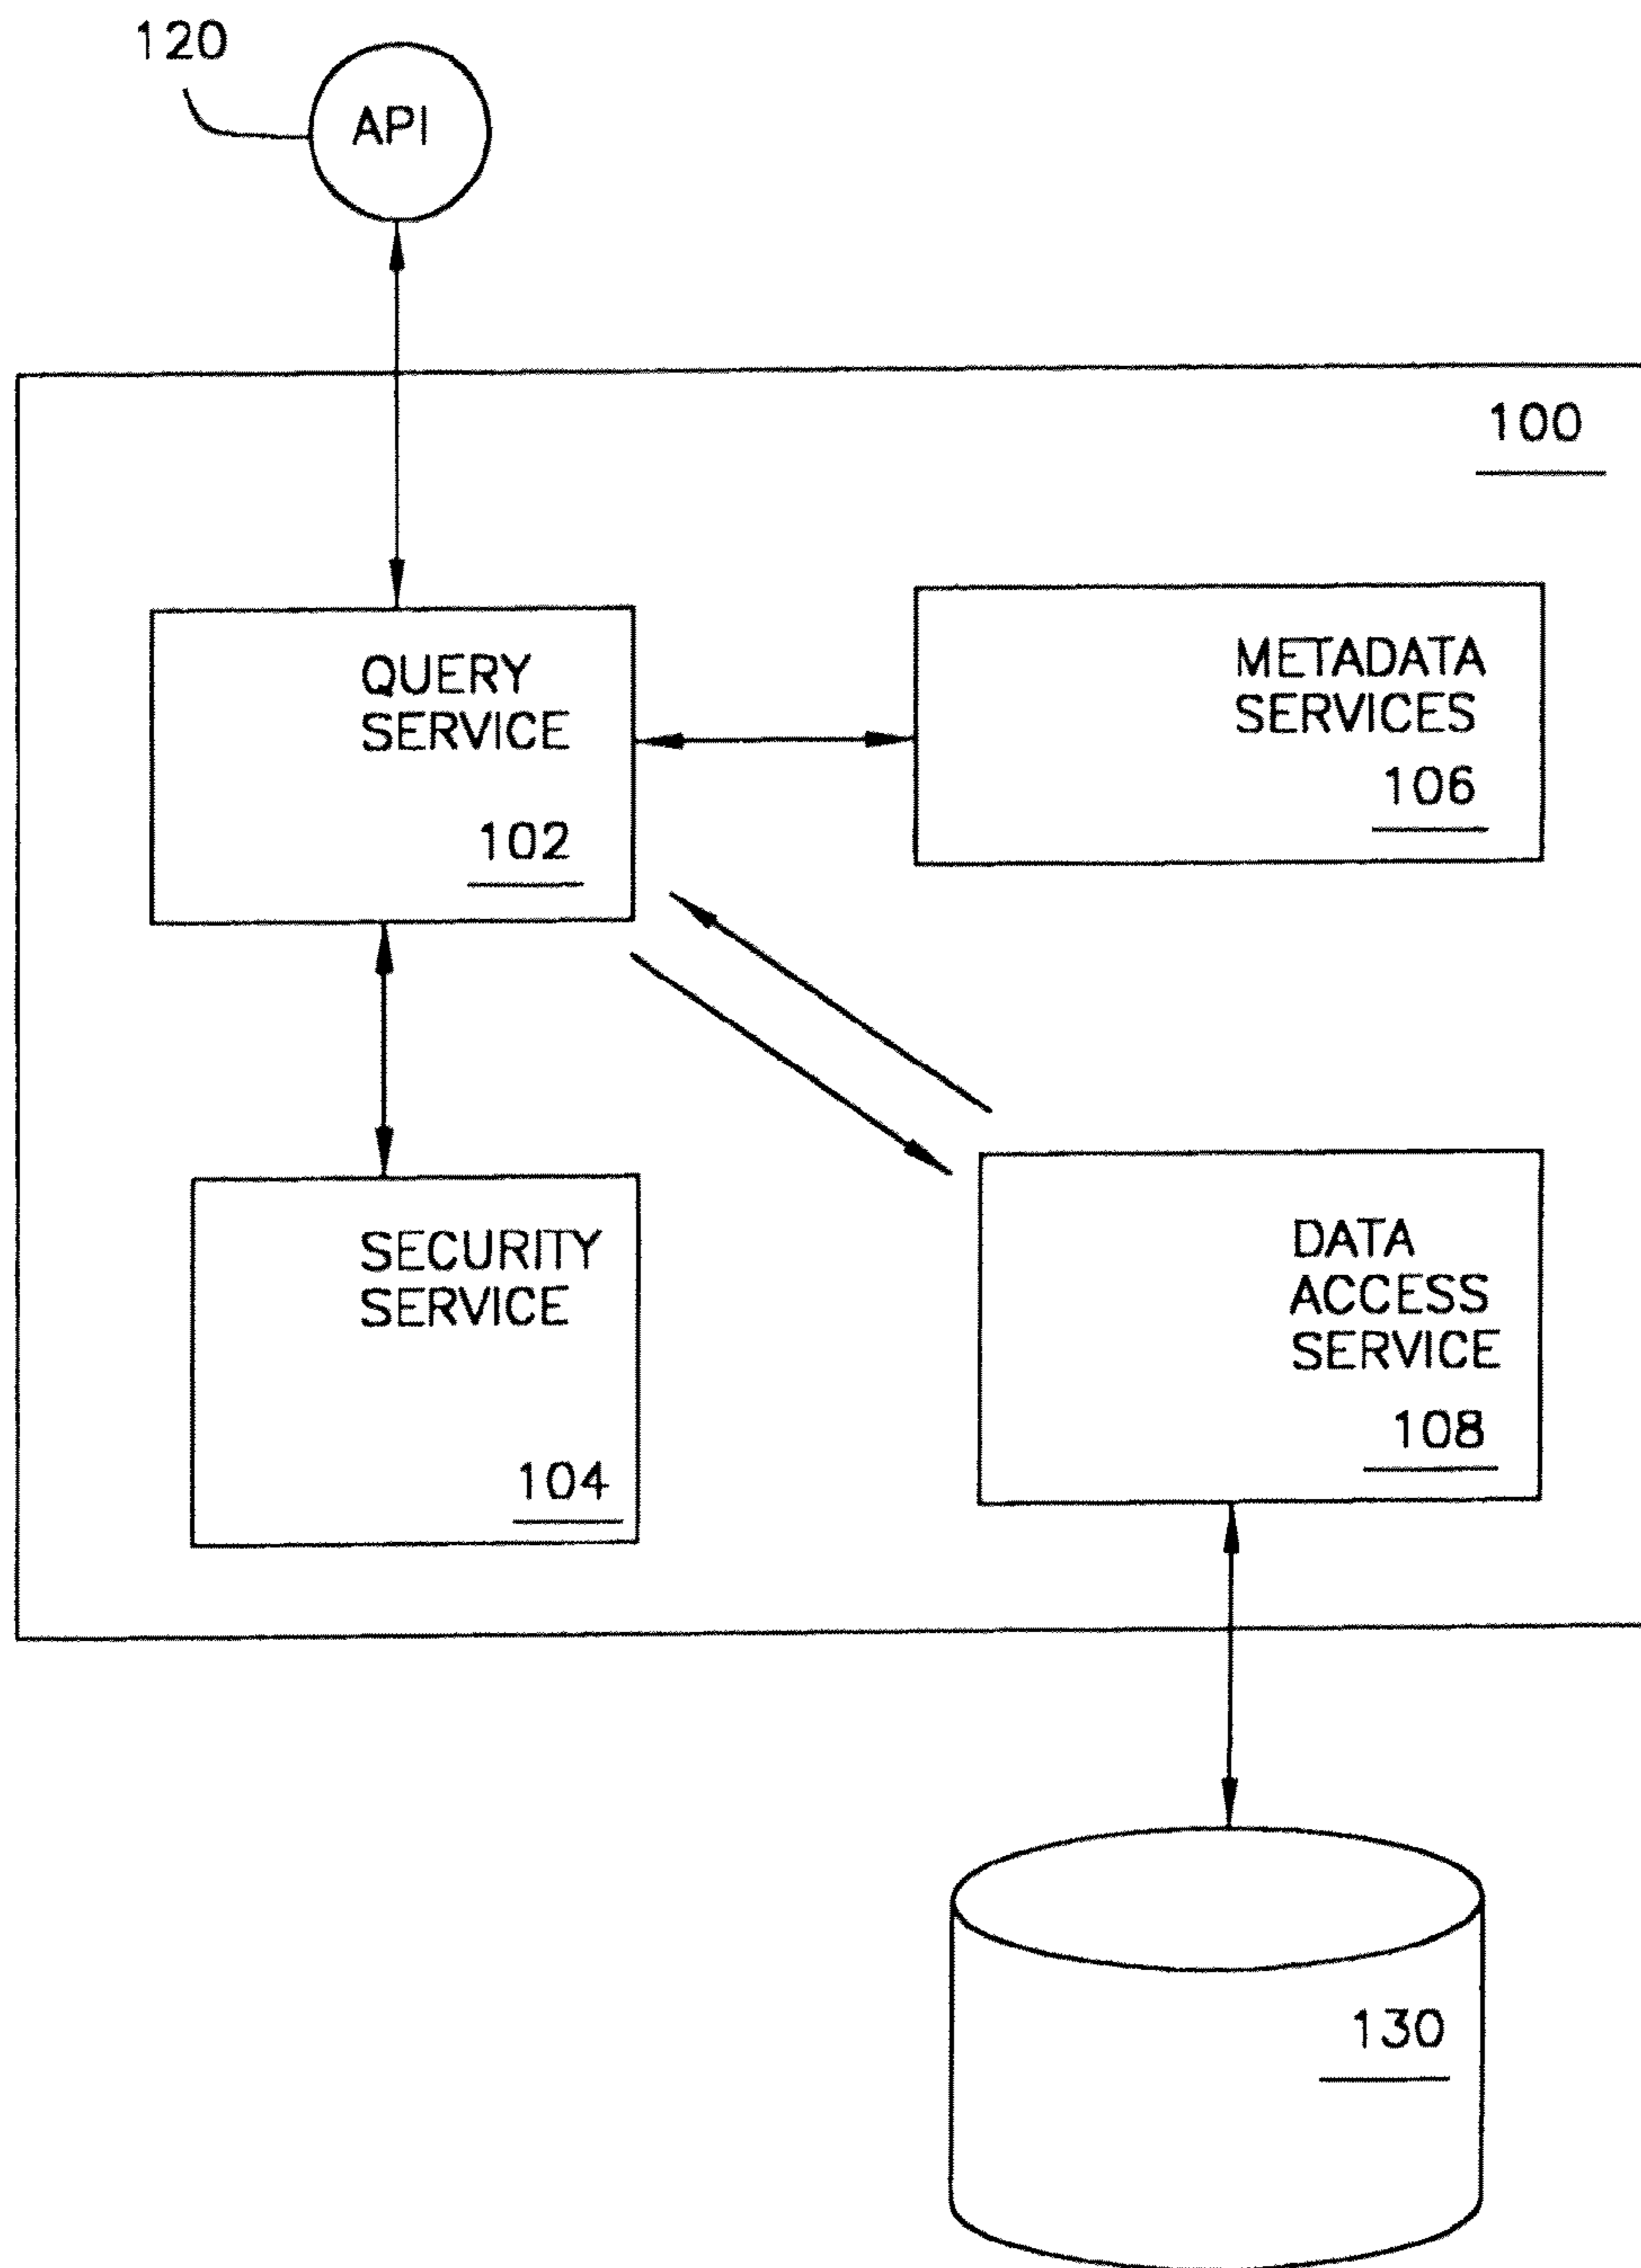 120
API
100
QUERY
SERVICE
102
METADATA
SERVICES
106
SECURITY
SERVICE
104
DATA
ACCESS
SERVICE
108
130